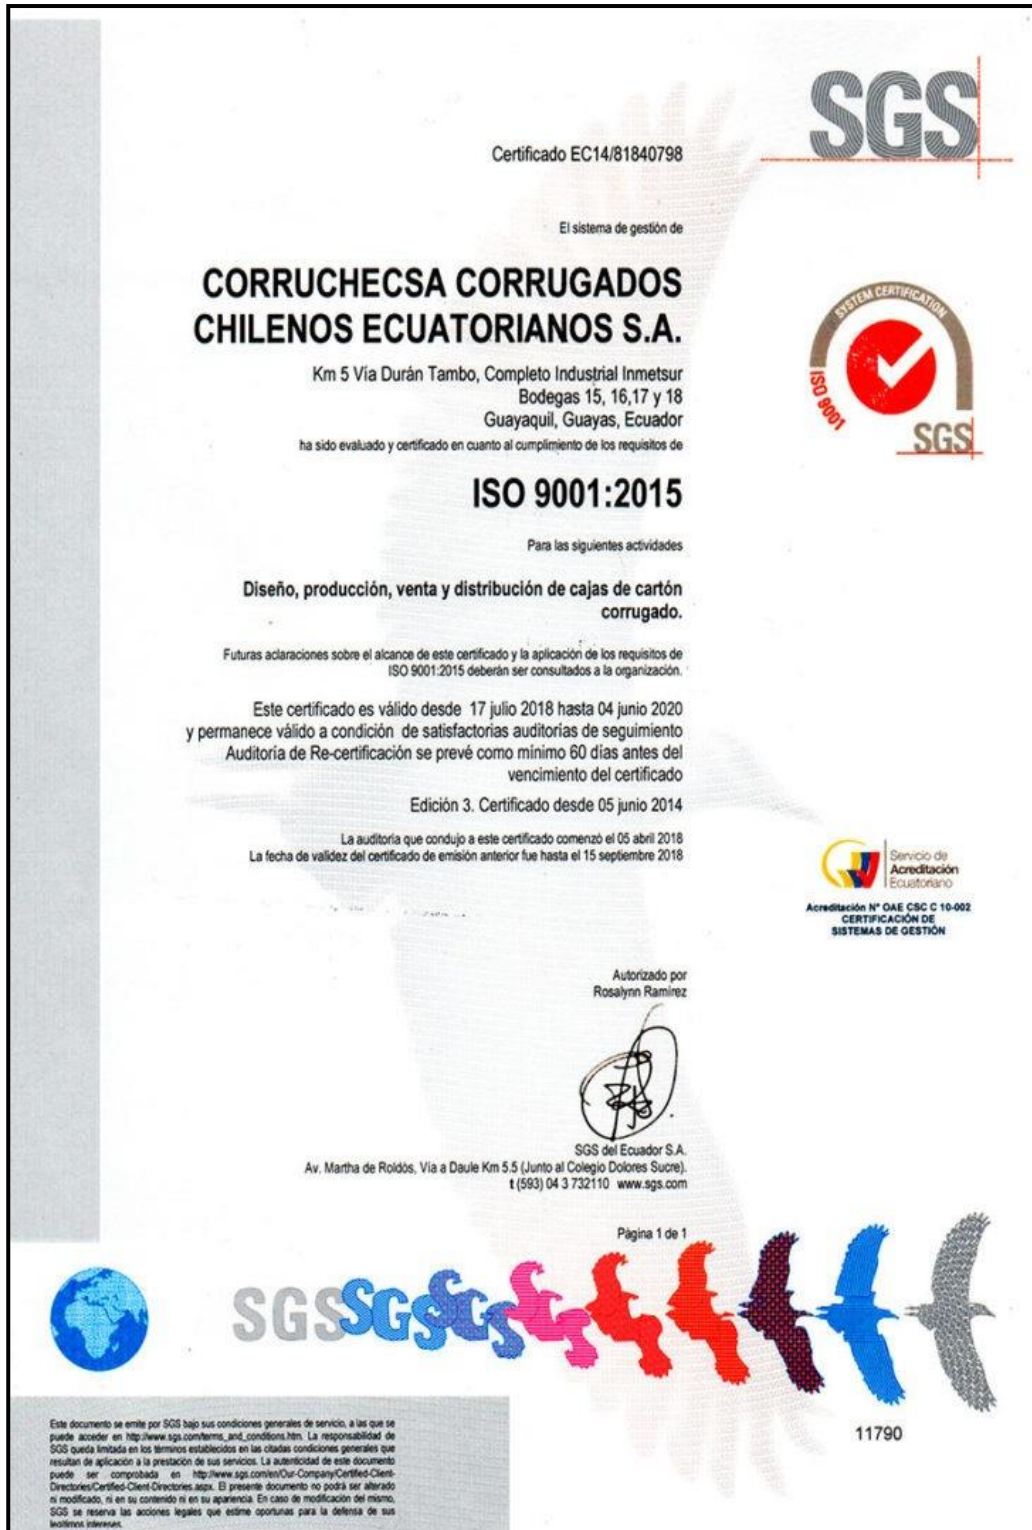 SGS
Certificado EC14/81840798
El sistema de gestión de
CORRUCHECSA CORRUGADOS
CHILENOS ECUATORIANOS S.A.
Km 5 Vía Durán Tambo, Completo Industrial Inmetsur
Bodegas 15, 16,17 y 18
Guayaquil, Guayas, Ecuador
ha sido evaluado y certificado en cuanto al cumplimiento de los requisitos de
SYSTEM CERTIFICATION
ISO 9001
SGS
ISO 9001:2015
Para las siguientes actividades
Diseño, producción, venta y distribución de cajas de cartón
corrugado.
Futuras aclaraciones sobre el alcance de este certificado y la aplicación de los requisitos de
ISO 9001:2015 deberán ser consultados a la organización.
Este certificado es válido desde 17 julio 2018 hasta 04 junio 2020
y permanece válido a condición de satisfactorias auditorias de seguimiento
Auditoría de Re-certificación se prevé como mínimo 60 días antes del
vencimiento del certificado
Edición 3. Certificado desde 05 junio 2014
La auditoria que condujo a este certificado comenzó el 05 abril 2018
La fecha de validez del certificado de emisión anterior fue hasta el 15 septiembre 2018
Servicio de
Acreditación
Ecuatoriano
Acreditación N° OAE CSC C 10-002
CERTIFICACIÓN DE
SISTEMAS DE GESTIÓN
Autorizado por
Rosalynn Ramírez
SGS del Ecuador S.A.
Av. Martha de Roldós, Vía a Daule Km 5.5 (Junto al Colegio Dolores Sucre).
t (593) 04 3 732110 www.sgs.com
Página 1 de 1
SGSSGSSGS
11790
Este documento se emite por SGS bajo sus condiciones generales de servicio, a las que se
puede acceder en http://www.sgs.com/terms_and_conditions.htm. La responsabilidad de
SGS queda limitada en los términos establecidos en las citadas condiciones generales que
resultan de aplicación a la prestación de sus servicios. La autenticidad de este documento
puede ser comprobada en http://www.sgs.com/en/Our-Company/Certified-Client-
Directories/Certified-Client-Directories.aspx. El presente documento no podrá ser alterado
ni modificado, ni en su contenido ni en su apariencia. En caso de modificación del mismo,
SGS se reserva las acciones legales que estime oportunas para la defensa de sus
legítimos intereses.